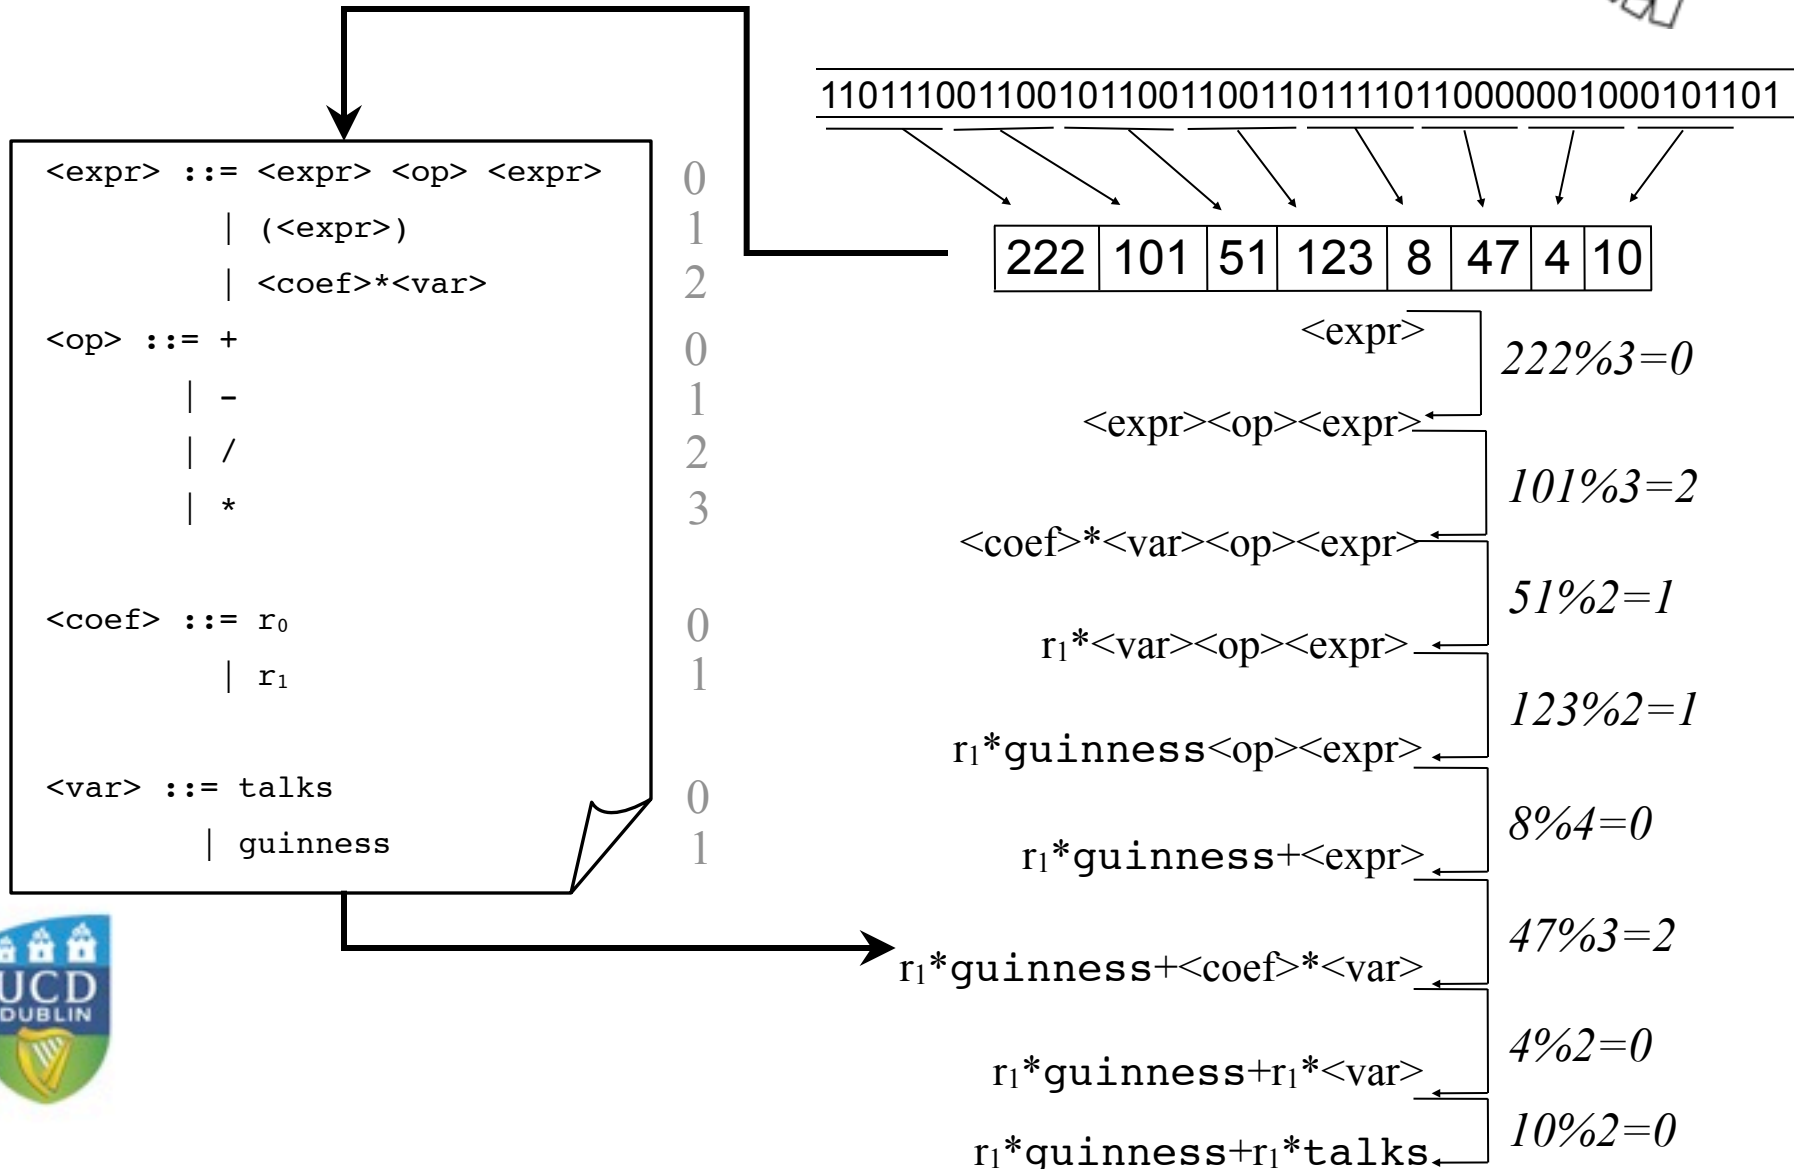 110111001100101100110011011110110000001000101101
<expr> ::= <expr> <op> <expr> 0
| (<expr>) 1
| <coef>*<var> 2
<op> ::= + 0
| - 1
| / 2
| * 3
<coef> ::= r₀ 0
| r₁ 1
<var> ::= talks 0
| guinness 1
UCD
DUBLIN
222 101 51 123 8 47 4 10
<expr>
222%3=0
<expr><op><expr>
101%3=2
<coef>*<var><op><expr>
51%2=1
r₁*<var><op><expr>
123%2=1
r₁*guinness<op><expr>
8%4=0
r₁*guinness+<expr>
47%3=2
r₁*guinness+<coef>*<var>
4%2=0
r₁*guinness+r₁*<var>
10%2=0
r₁*guinness+r₁*talks